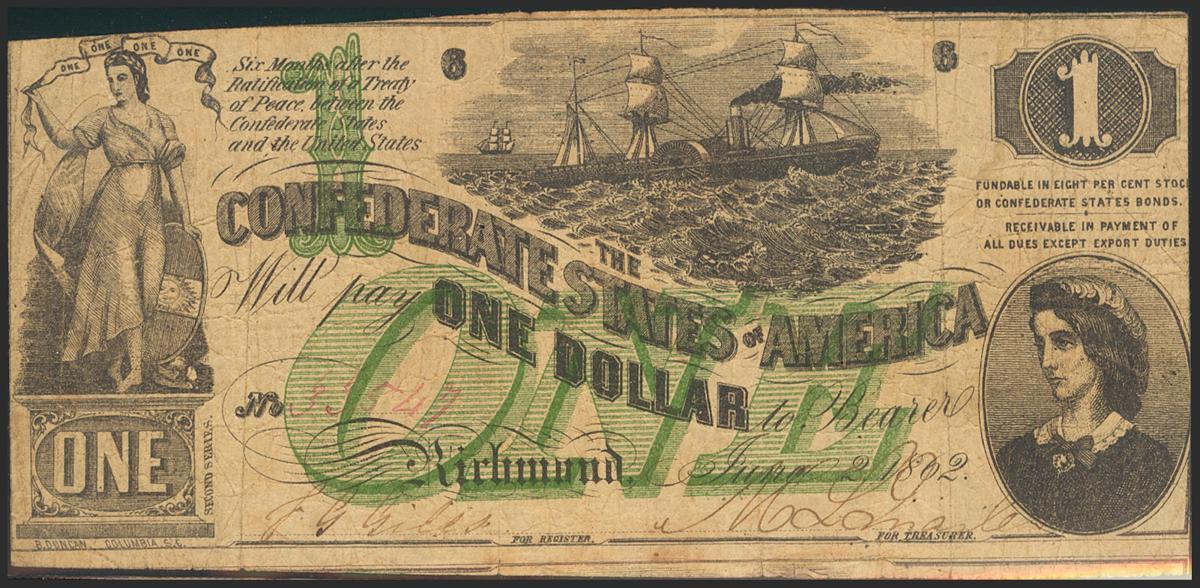 ONE ONE ONE ONE
Six Months after the
Ratification of a Treaty
of Peace, between the
Confederate States
and the United States
6
6
1
1
FUNDABLE IN EIGHT PER CENT STOC
OR CONFEDERATE STATES BONDS.
RECEIVABLE IN PAYMENT OF
ALL DUES EXCEPT EXPORT DUTIES
THE
CONFEDERATE STATES OF AMERICA
Will pay ONE DOLLAR to Bearer
ONE
No
Richmond, June 2, 1862.
ONE
SECOND SERIES.
FOR REGISTER.
FOR TREASURER.
B. DUNCAN, COLUMBIA, S.C.